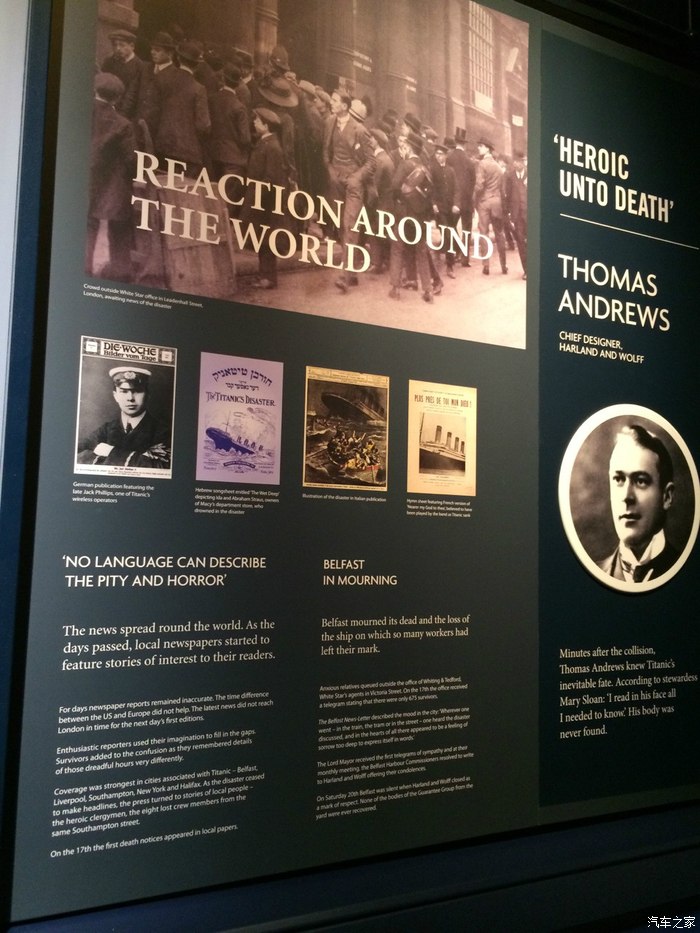 REACTION AROUND
THE WORLD
Crowd outside White Star office in Leadenhall Street,
London, awaiting news of the disaster
DIE WOCHE
Bilder vom Tage
German publication featuring the
late Jack Phillips, one of Titanic's
wireless operators
חורבן טיטאניק
THE TITANIC'S DISASTER.
Hebrew songsheet entitled 'The Wet Deep'
depicting Ida and Abraham Straus, owners
of Macy's department store, who
drowned in the disaster
Illustration of the disaster in Italian publication
PLUS PRÈS DE TOI MON DIEU !
Hymn sheet featuring French version of
'Nearer my God to thee', believed to have
been played by the band as Titanic sank
'NO LANGUAGE CAN DESCRIBE
THE PITY AND HORROR'
The news spread round the world. As the
days passed, local newspapers started to
feature stories of interest to their readers.
For days newspaper reports remained inaccurate. The time difference
between the US and Europe did not help. The latest news did not reach
London in time for the next day's first editions.
Enthusiastic reporters used their imagination to fill in the gaps.
Survivors added to the confusion as they remembered details
of those dreadful hours very differently.
Coverage was strongest in cities associated with Titanic – Belfast,
Liverpool, Southampton, New York and Halifax. As the disaster ceased
to make headlines, the press turned to stories of local people –
the heroic clergymen, the eight lost crew members from the
same Southampton street.
On the 17th the first death notices appeared in local papers.
BELFAST
IN MOURNING
Belfast mourned its dead and the loss of
the ship on which so many workers had
left their mark.
Anxious relatives queued outside the office of Whiting & Tedford,
White Star's agents in Victoria Street. On the 17th the office received
a telegram stating that there were only 675 survivors.
The Belfast News-Letter described the mood in the city: 'Wherever one
went – in the train, the tram or in the street – one heard the disaster
discussed, and in the hearts of all there appeared to be a feeling of
sorrow too deep to express itself in words.'
The Lord Mayor received the first telegrams of sympathy and at their
monthly meeting, the Belfast Harbour Commissioners resolved to write
to Harland and Wolff offering their condolences.
On Saturday 20th Belfast was silent when Harland and Wolff closed as
a mark of respect. None of the bodies of the Guarantee Group from the
yard were ever recovered.
'HEROIC
UNTO DEATH'
THOMAS
ANDREWS
CHIEF DESIGNER,
HARLAND AND WOLFF
Minutes after the collision,
Thomas Andrews knew Titanic's
inevitable fate. According to stewardess
Mary Sloan: 'I read in his face all
I needed to know.' His body was
never found.
汽车之家